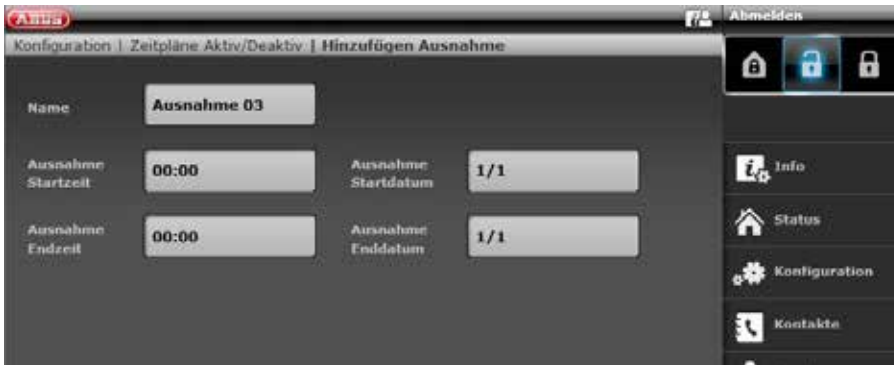 ABUS
Abmelden
Konfiguration | Zeitpläne Aktiv/Deaktiv | Hinzufügen Ausnahme
Name
Ausnahme 03
Ausnahme
Startzeit
00:00
Ausnahme
Startdatum
1/1
Ausnahme
Endzeit
00:00
Ausnahme
Enddatum
1/1
Info
Status
Konfiguration
Kontakte